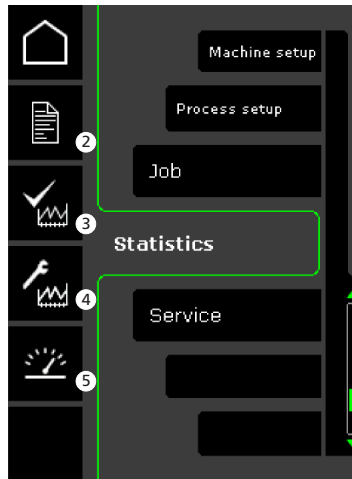 Machine setup
Process setup
2
Job
3
Statistics
4
Service
5